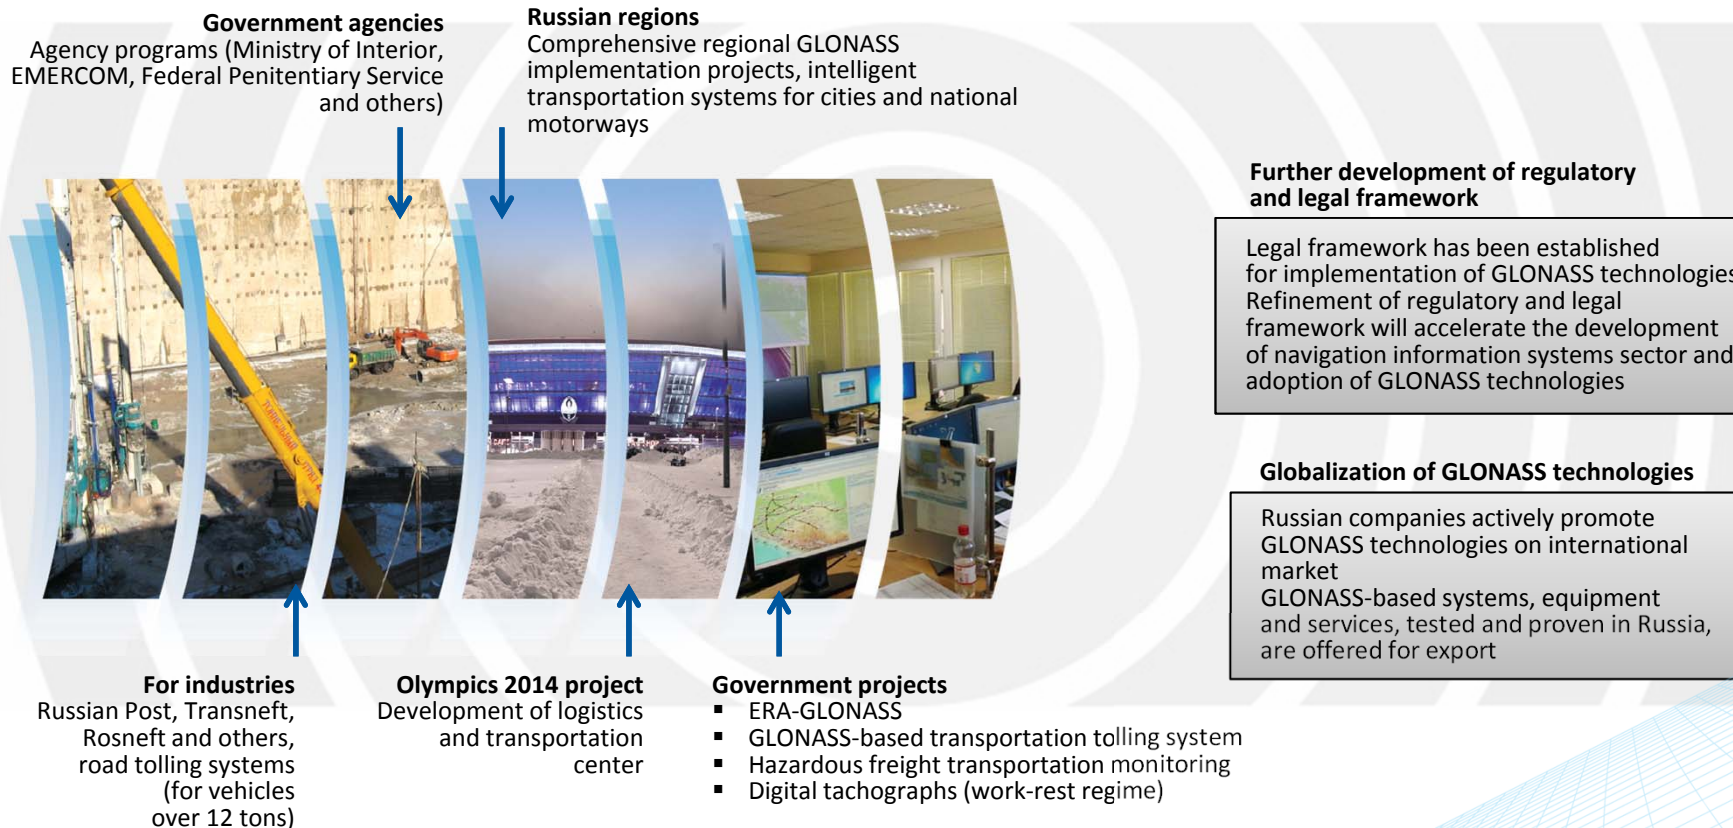 Government agencies
Agency programs (Ministry of Interior,
EMERCOM, Federal Penitentiary Service
and others)
Russian regions
Comprehensive regional GLONASS
implementation projects, intelligent
transportation systems for cities and national
motorways
Further development of regulatory
and legal framework
Legal framework has been established
for implementation of GLONASS technologies
Refinement of regulatory and legal
framework will accelerate the development
of navigation information systems sector and
adoption of GLONASS technologies
Globalization of GLONASS technologies
Russian companies actively promote
GLONASS technologies on international
market
GLONASS-based systems, equipment
and services, tested and proven in Russia,
are offered for export
For industries
Russian Post, Transneft,
Rosneft and others,
road tolling systems
(for vehicles
over 12 tons)
Olympics 2014 project
Development of logistics
and transportation
center
Government projects
▪ ERA-GLONASS
▪ GLONASS-based transportation tolling system
▪ Hazardous freight transportation monitoring
▪ Digital tachographs (work-rest regime)